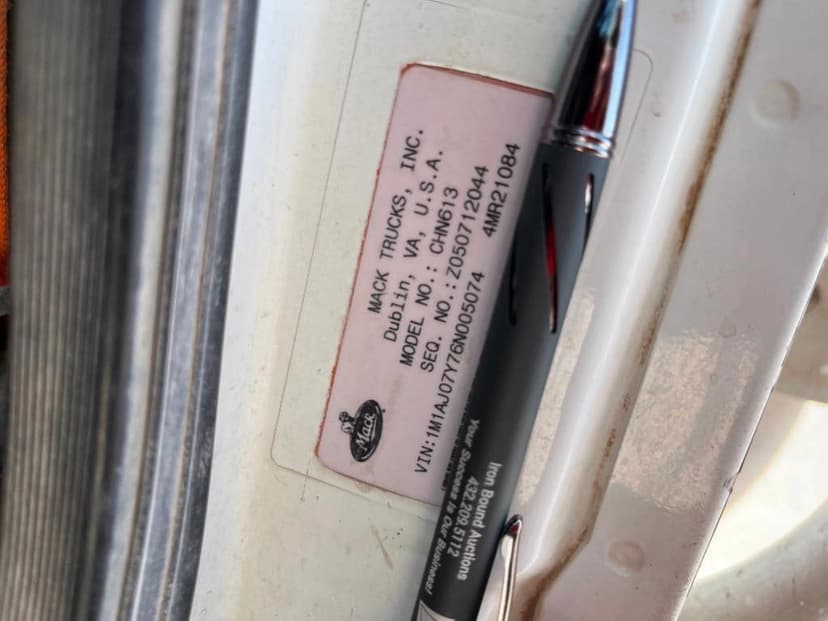 Mack
MACK TRUCKS, INC.
Dublin, VA, U.S.A.
MODEL NO.: CHN613
SEQ. NO.:Z050712044
VIN:1M1AJ07Y76N005074 4MR21084
Iron Bound Auctions
432.209.5112
Your Success Is Our Business!